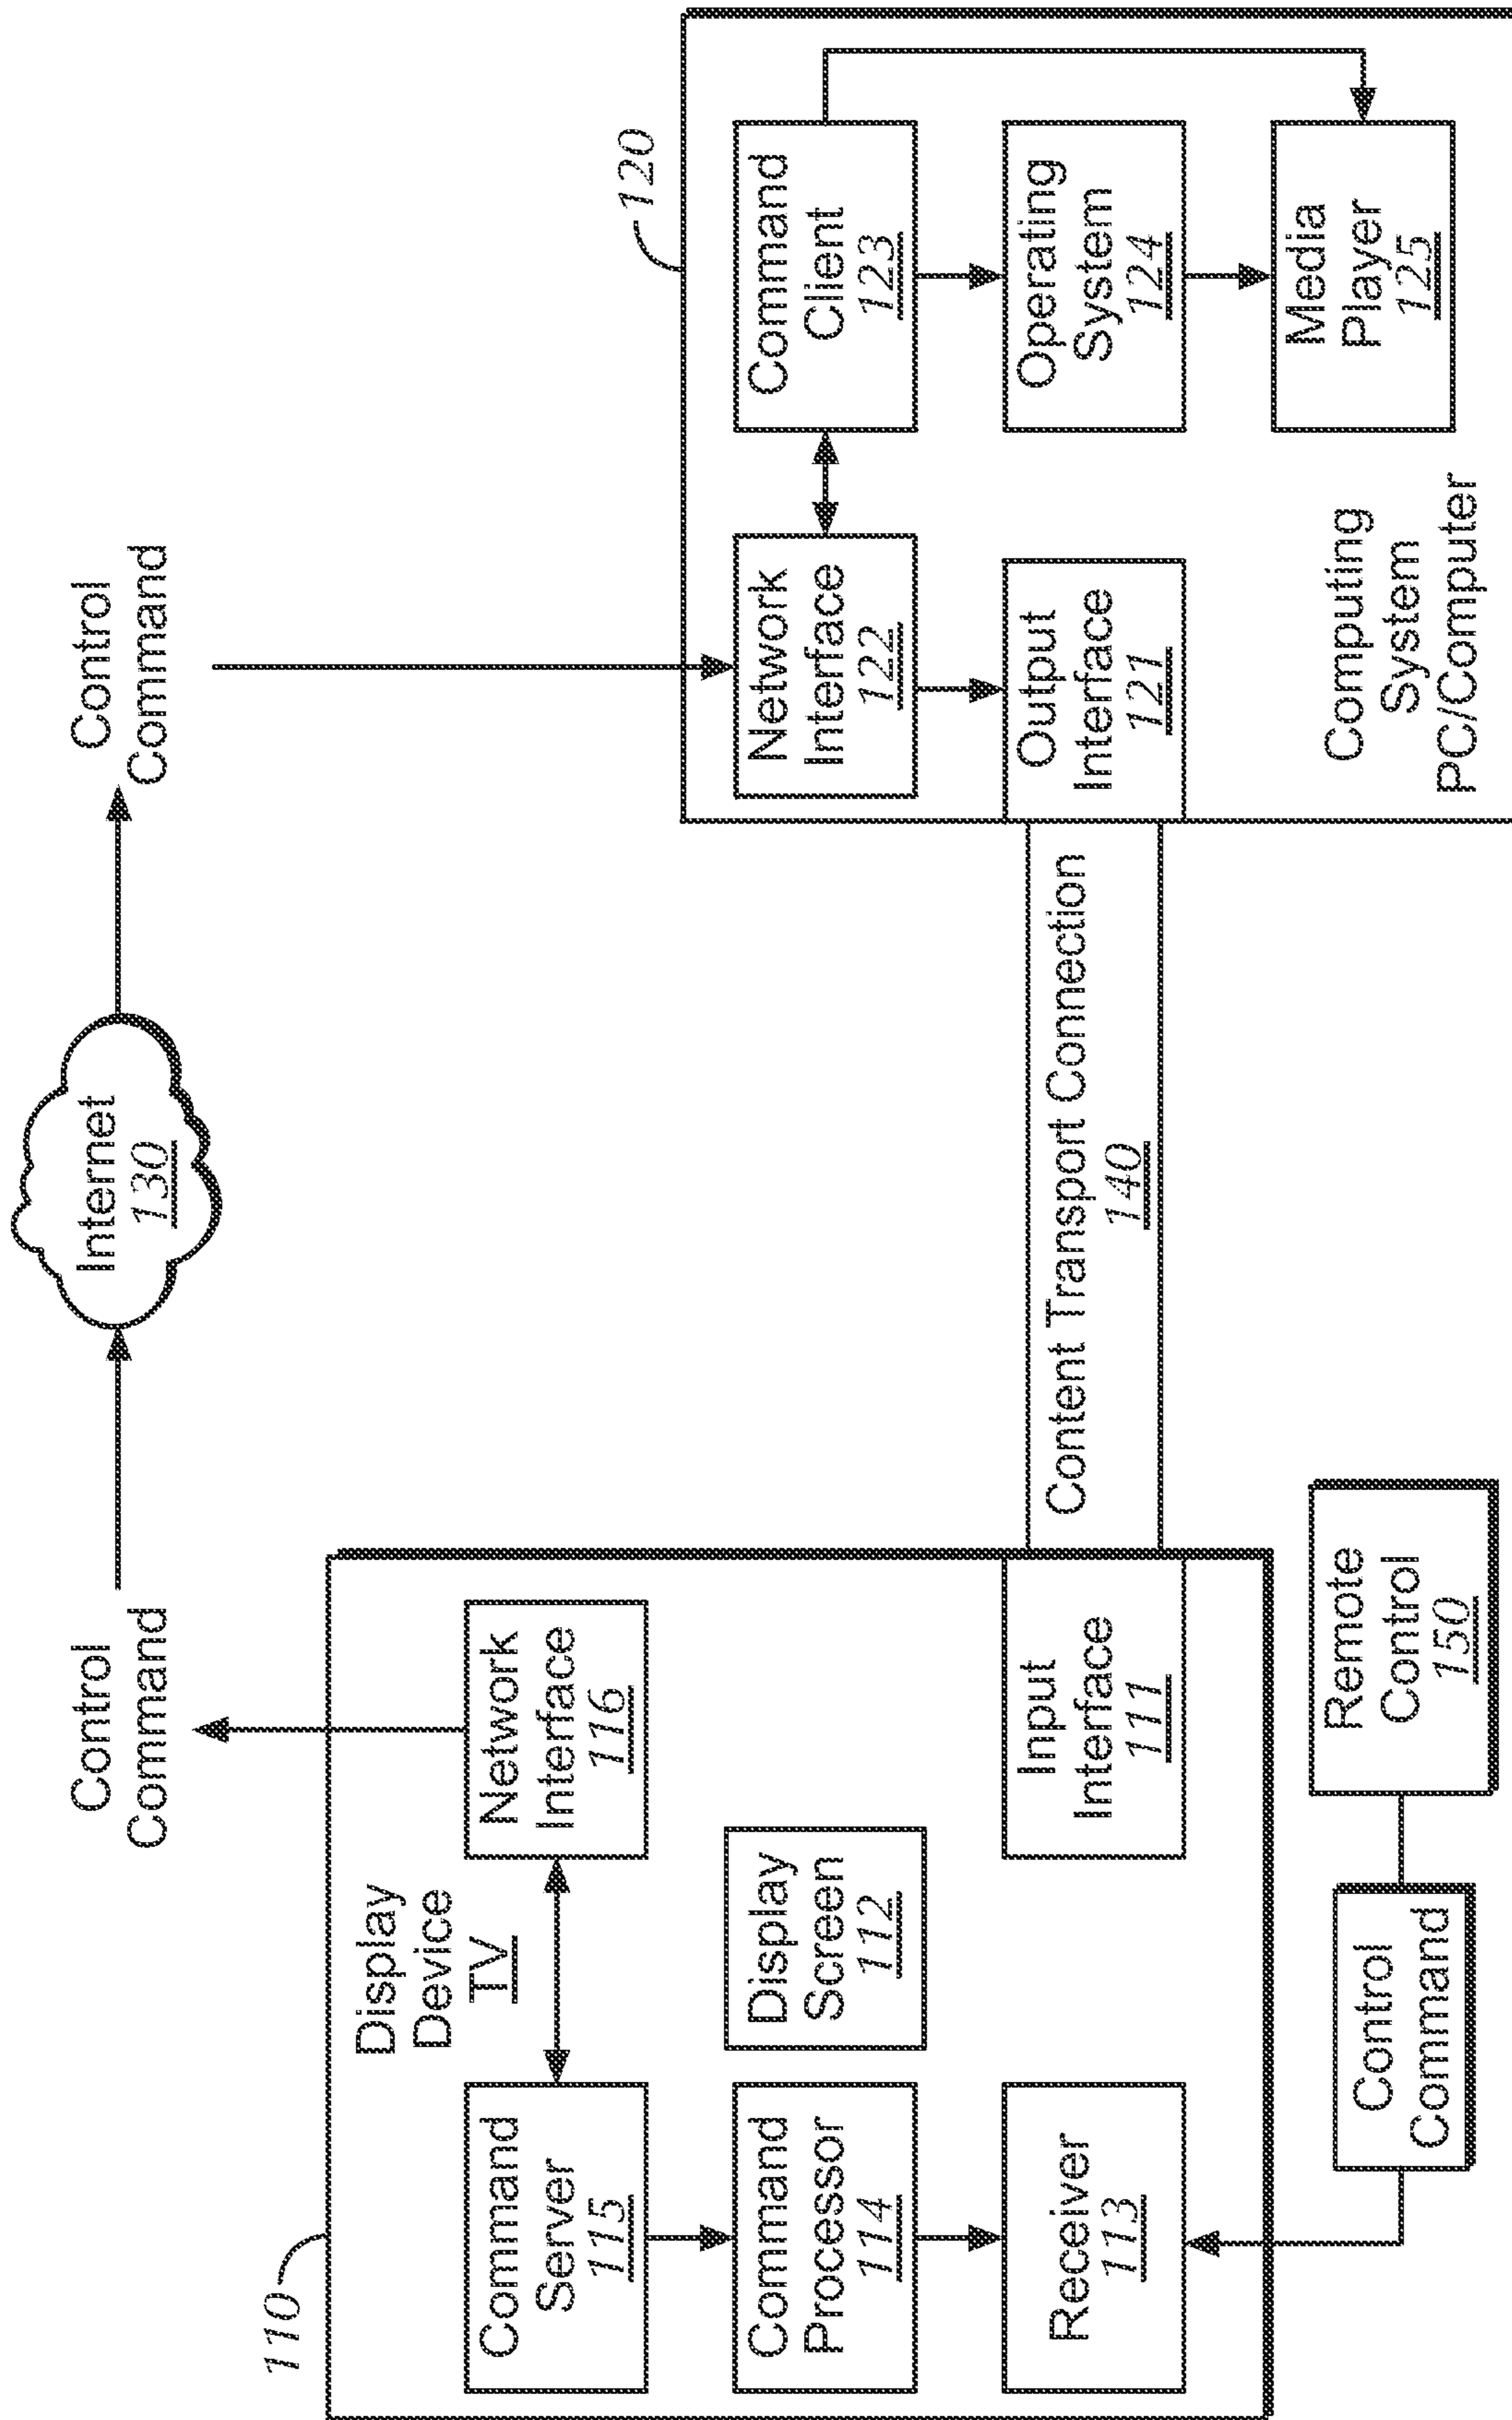 Control
Command
Internet
130
Control
Command
110
Display
Device
TV
Command
Server
115
Network
Interface
116
Command
Processor
114
Display
Screen
112
Receiver
113
Input
Interface
111
Control
Command
Remote
Control
150
Content Transport Connection
140
120
Network
Interface
122
Command
Client
123
Output
Interface
121
Operating
System
124
Computing
System
PC/Computer
Media
Player
125